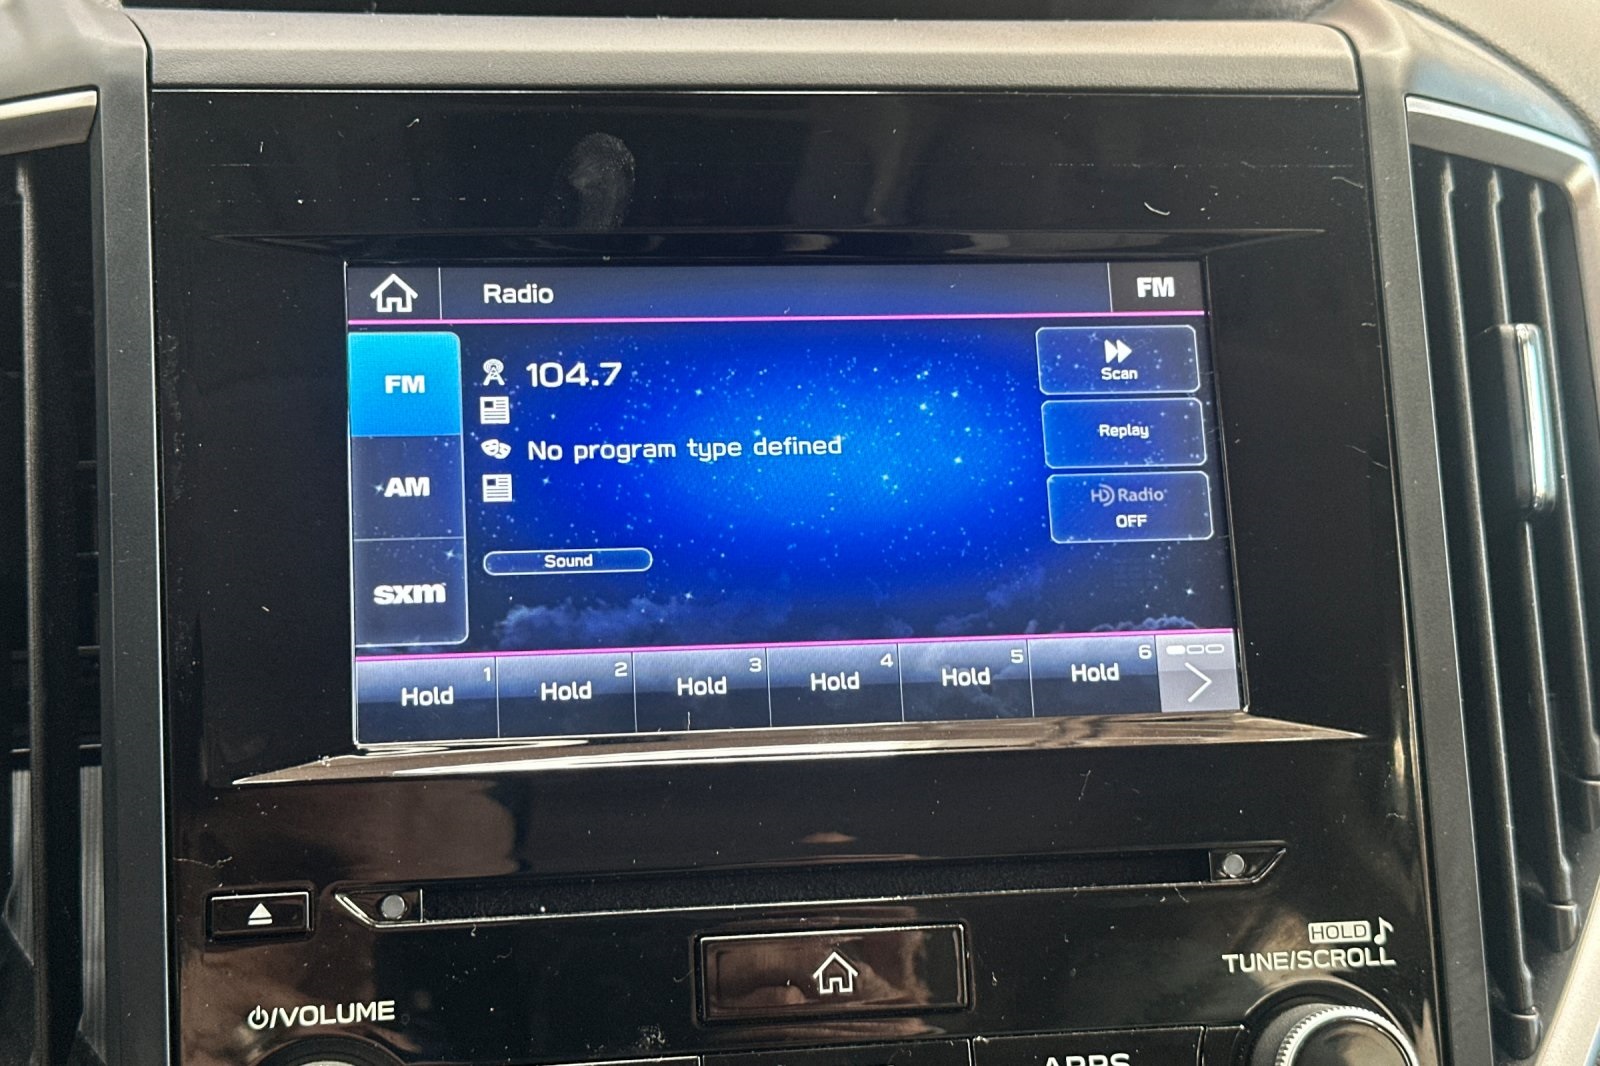 Radio
FM
FM
104.7
Scan
No program type defined
Replay
AM
HD Radio
OFF
Sound
sxm
1 2 3 4 5 6
Hold Hold Hold Hold Hold Hold
HOLD
TUNE/SCROLL
/VOLUME
APPS